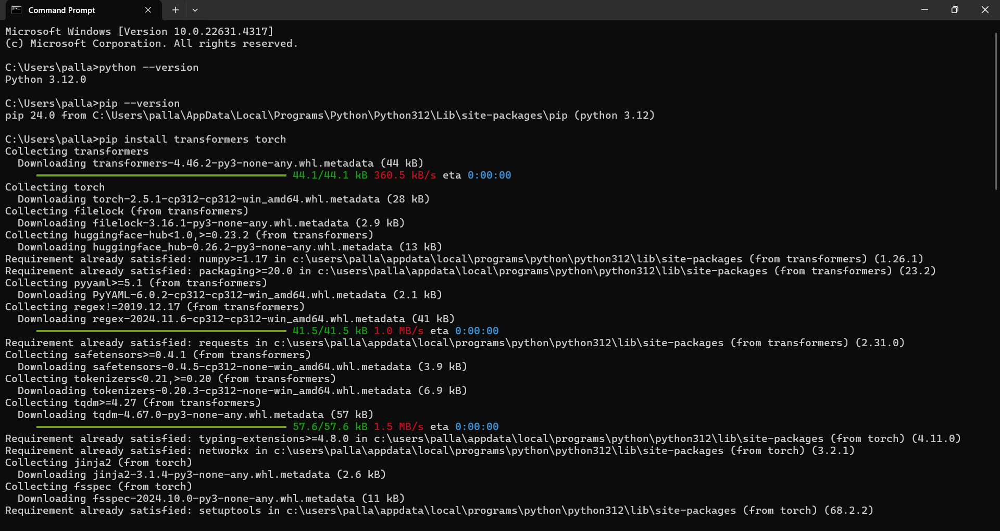 Command Prompt
Microsoft Windows [Version 10.0.22631.4317]
(c) Microsoft Corporation. All rights reserved.
C:\Users\palla>python --version
Python 3.12.0
C:\Users\palla>pip --version
pip 24.0 from C:\Users\palla\AppData\Local\Programs\Python\Python312\Lib\site-packages\pip (python 3.12)
C:\Users\palla>pip install transformers torch
Collecting transformers
  Downloading transformers-4.46.2-py3-none-any.whl.metadata (44 kB)
44.1/44.1 kB 360.5 kB/s eta 0:00:00
Collecting torch
  Downloading torch-2.5.1-cp312-cp312-win_amd64.whl.metadata (28 kB)
Collecting filelock (from transformers)
  Downloading filelock-3.16.1-py3-none-any.whl.metadata (2.9 kB)
Collecting huggingface-hub<1.0,>=0.23.2 (from transformers)
  Downloading huggingface_hub-0.26.2-py3-none-any.whl.metadata (13 kB)
Requirement already satisfied: numpy>=1.17 in c:\users\palla\appdata\local\programs\python\python312\lib\site-packages (from transformers) (1.26.1)
Requirement already satisfied: packaging>=20.0 in c:\users\palla\appdata\local\programs\python\python312\lib\site-packages (from transformers) (23.2)
Collecting pyyaml>=5.1 (from transformers)
  Downloading PyYAML-6.0.2-cp312-cp312-win_amd64.whl.metadata (2.1 kB)
Collecting regex!=2019.12.17 (from transformers)
  Downloading regex-2024.11.6-cp312-cp312-win_amd64.whl.metadata (41 kB)
41.5/41.5 kB 1.0 MB/s eta 0:00:00
Requirement already satisfied: requests in c:\users\palla\appdata\local\programs\python\python312\lib\site-packages (from transformers) (2.31.0)
Collecting safetensors>=0.4.1 (from transformers)
  Downloading safetensors-0.4.5-cp312-none-win_amd64.whl.metadata (3.9 kB)
Collecting tokenizers<0.21,>=0.20 (from transformers)
  Downloading tokenizers-0.20.3-cp312-none-win_amd64.whl.metadata (6.9 kB)
Collecting tqdm>=4.27 (from transformers)
  Downloading tqdm-4.67.0-py3-none-any.whl.metadata (57 kB)
57.6/57.6 kB 1.5 MB/s eta 0:00:00
Requirement already satisfied: typing-extensions>=4.8.0 in c:\users\palla\appdata\local\programs\python\python312\lib\site-packages (from torch) (4.11.0)
Requirement already satisfied: networkx in c:\users\palla\appdata\local\programs\python\python312\lib\site-packages (from torch) (3.2.1)
Collecting jinja2 (from torch)
  Downloading jinja2-3.1.4-py3-none-any.whl.metadata (2.6 kB)
Collecting fsspec (from torch)
  Downloading fsspec-2024.10.0-py3-none-any.whl.metadata (11 kB)
Requirement already satisfied: setuptools in c:\users\palla\appdata\local\programs\python\python312\lib\site-packages (from torch) (68.2.2)